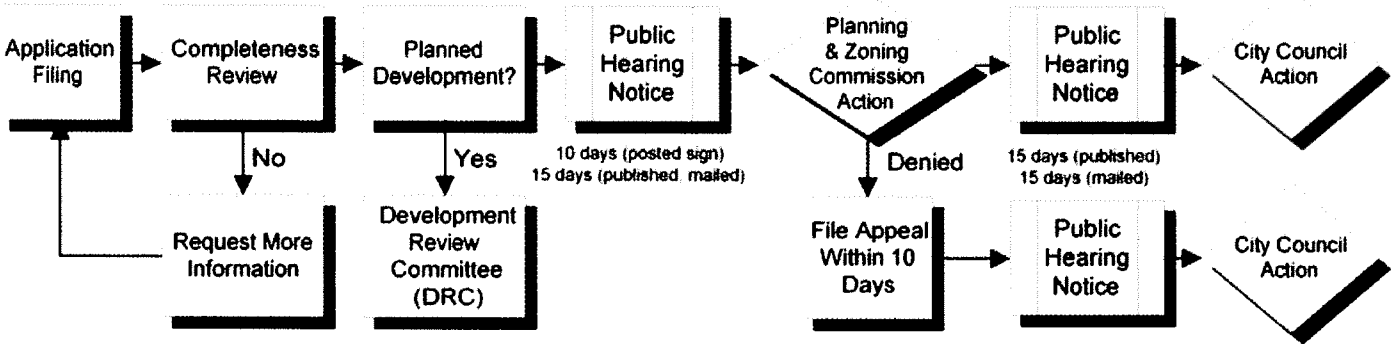 Application
Filing
Completeness
Review
Planned
Development?
Public
Hearing
Notice
Planning
& Zoning
Commission
Action
Public
Hearing
Notice
City Council
Action
No
Yes
10 days (posted sign)
15 days (published, mailed)
Denied
15 days (published)
15 days (mailed)
Request More
Information
Development
Review
Committee
(DRC)
File Appeal
Within 10
Days
Public
Hearing
Notice
City Council
Action